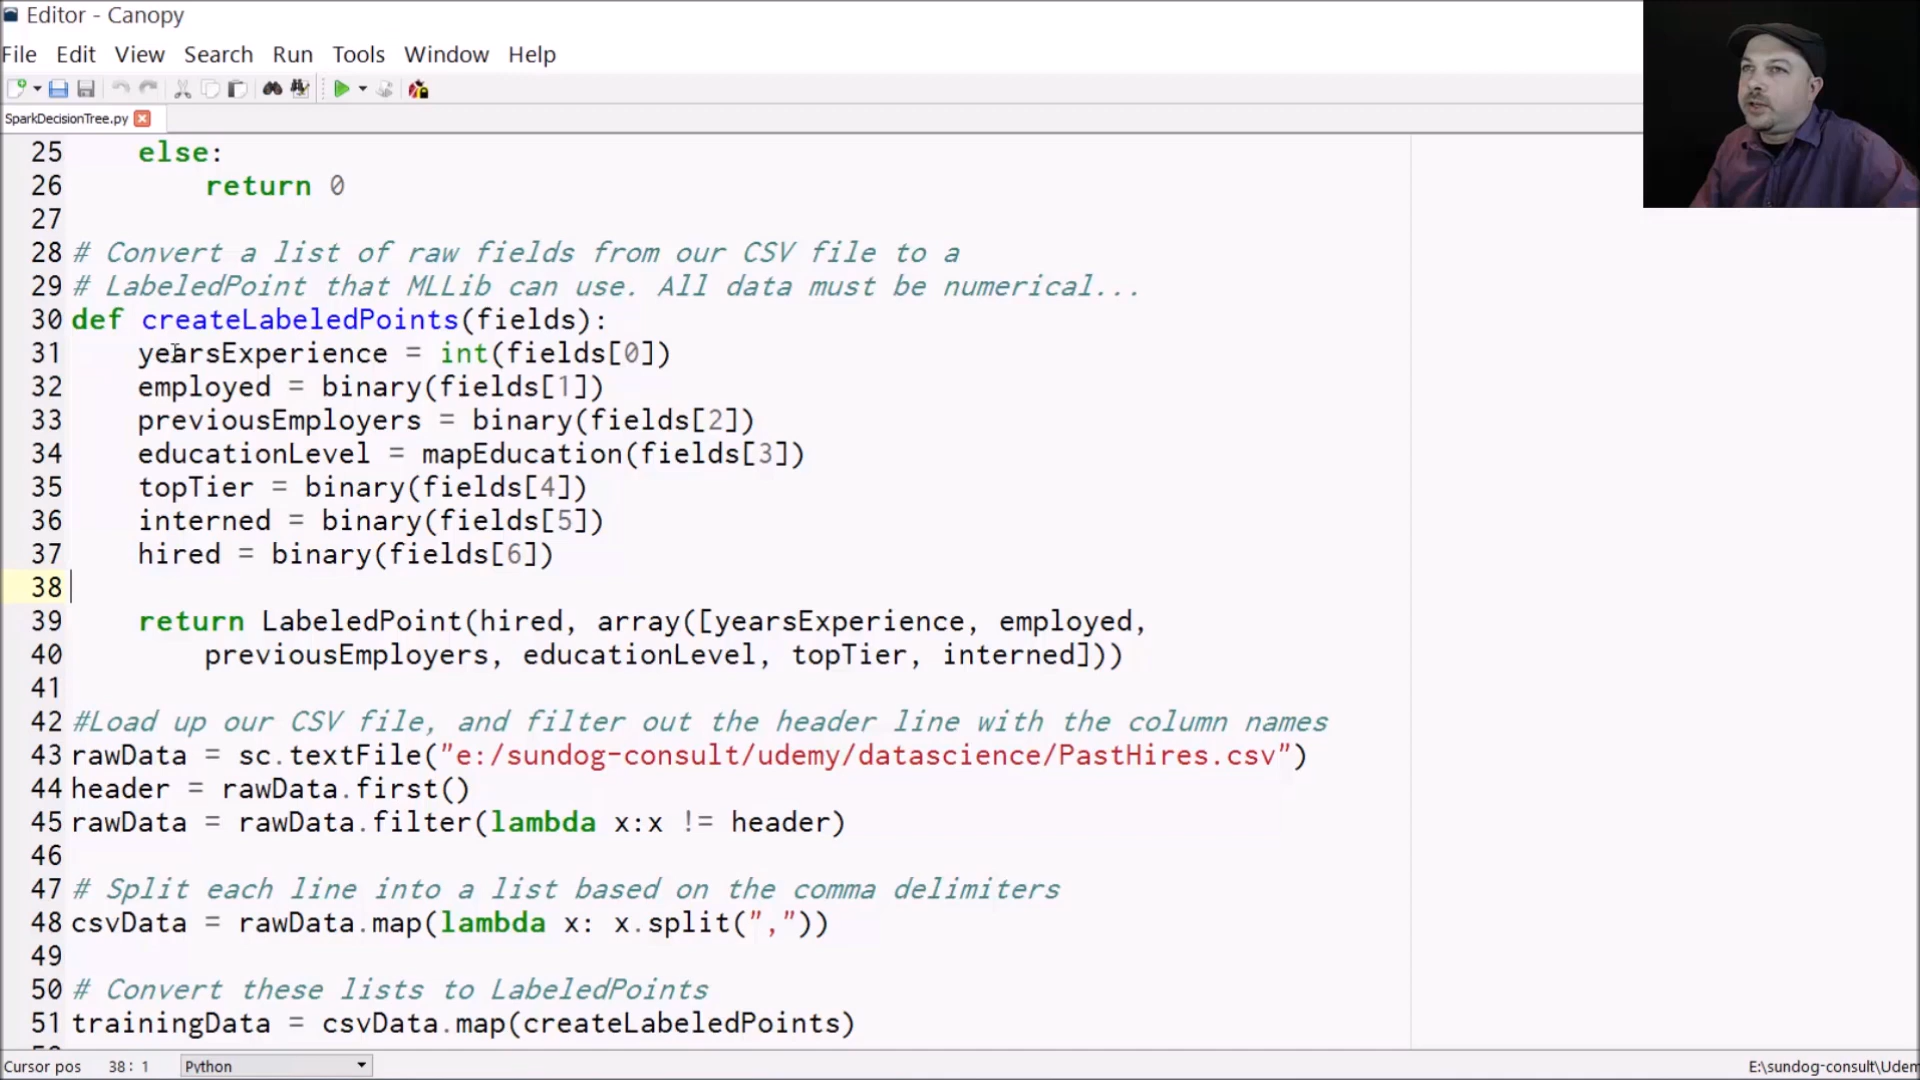 Editor - Canopy
File Edit View Search Run Tools Window Help
SparkDecisionTree.py
25     else:
26         return 0
27
28 # Convert a list of raw fields from our CSV file to a
29 # LabeledPoint that MLLib can use. All data must be numerical...
30 def createLabeledPoints(fields):
31     yearsExperience = int(fields[0])
32     employed = binary(fields[1])
33     previousEmployers = binary(fields[2])
34     educationLevel = mapEducation(fields[3])
35     topTier = binary(fields[4])
36     interned = binary(fields[5])
37     hired = binary(fields[6])
38
39     return LabeledPoint(hired, array([yearsExperience, employed,
40         previousEmployers, educationLevel, topTier, interned]))
41
42 #Load up our CSV file, and filter out the header line with the column names
43 rawData = sc.textFile("e:/sundog-consult/udemy/datascience/PastHires.csv")
44 header = rawData.first()
45 rawData = rawData.filter(lambda x:x != header)
46
47 # Split each line into a list based on the comma delimiters
48 csvData = rawData.map(lambda x: x.split(","))
49
50 # Convert these lists to LabeledPoints
51 trainingData = csvData.map(createLabeledPoints)
Cursor pos 38: 1 Python E:\sundog-consult\Udem